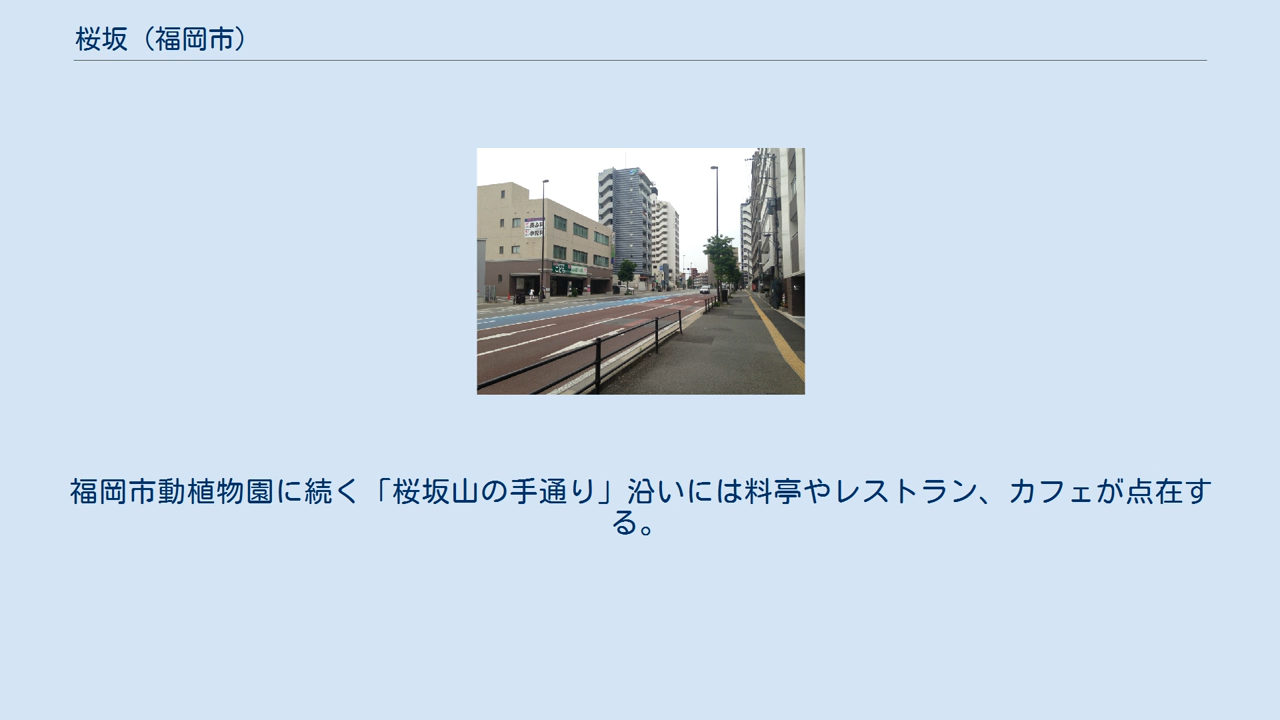 桜坂（福岡市）
福岡市動植物園に続く「桜坂山の手通り」沿いには料亭やレストラン、カフェが点在す
る。